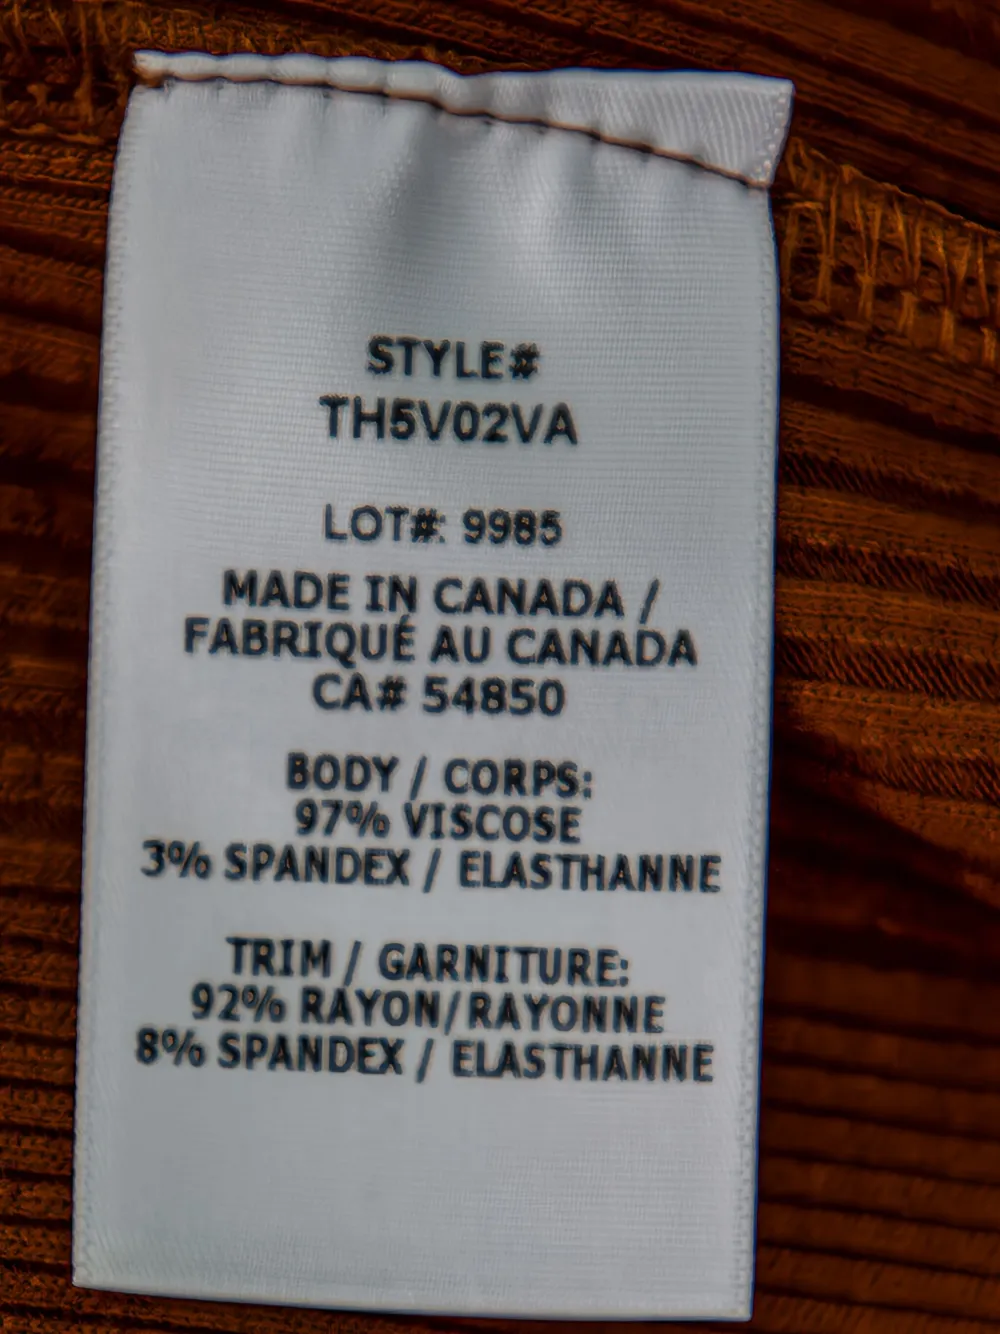 STYLE#
TH5V02VA
LOT#: 9985
MADE IN CANADA /
FABRIQUÉ AU CANADA
CA# 54850
BODY / CORPS:
97% VISCOSE
3% SPANDEX / ELASTHANNE
TRIM / GARNITURE:
92% RAYON/RAYONNE
8% SPANDEX / ELASTHANNE